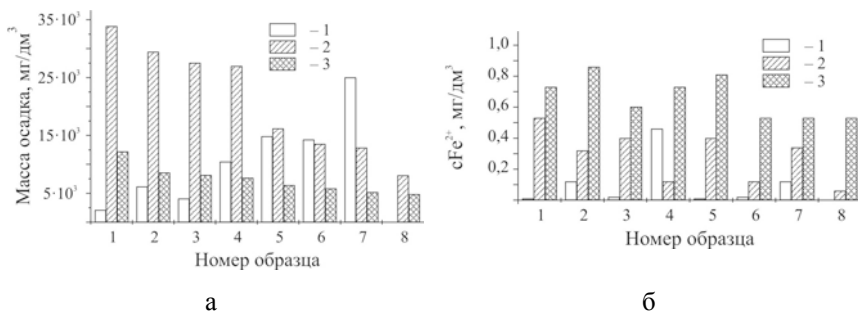 Масса осадка, мг/дм³
35·10³
25·10³
15·10³
5·10³
– 1
– 2
– 3
1 2 3 4 5 6 7 8
Номер образца
а
cFe²⁺, мг/дм³
1,0
0,8
0,6
0,4
0,2
– 1
– 2
– 3
1 2 3 4 5 6 7 8
Номер образца
б